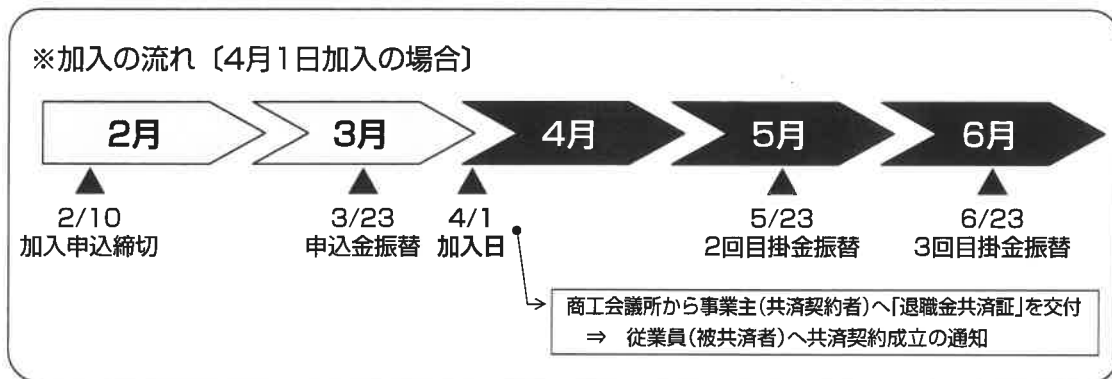 ※加入の流れ〔4月1日加入の場合〕
2月
3月
4月
5月
6月
2/10
加入申込締切
3/23
申込金振替
4/1
加入日
5/23
2回目掛金振替
6/23
3回目掛金振替
商工会議所から事業主(共済契約者)へ「退職金共済証」を交付
⇒ 従業員(被共済者)へ共済契約成立の通知